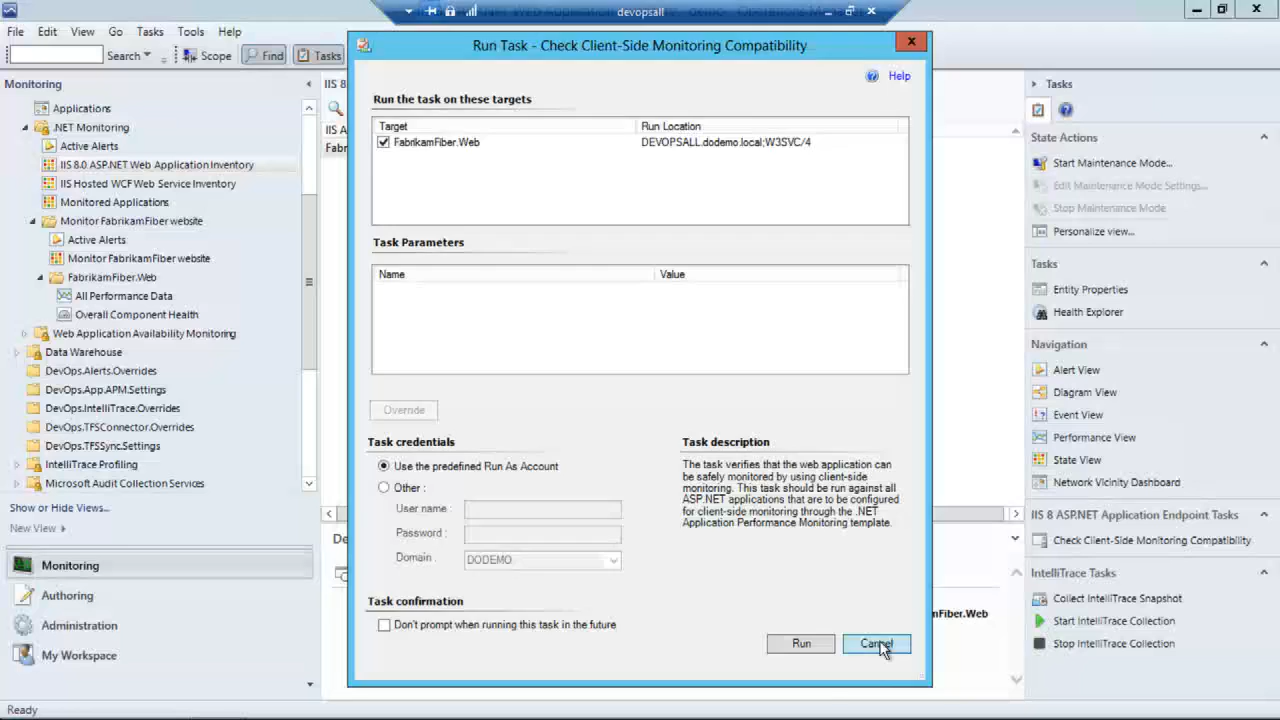 devopsall
File Edit View Go Tasks Tools Help
Search Scope Find Tasks
Monitoring
Applications
.NET Monitoring
Active Alerts
IIS 8.0 ASP.NET Web Application Inventory
IIS Hosted WCF Web Service Inventory
Monitored Applications
Monitor FabrikamFiber website
Active Alerts
Monitor FabrikamFiber website
FabrikamFiber.Web
All Performance Data
Overall Component Health
Web Application Availability Monitoring
Data Warehouse
DevOps.Alerts.Overrides
DevOps.App.APM.Settings
DevOps.IntelliTrace.Overrides
DevOps.TFSConnector.Overrides
DevOps.TFSSync.Settings
IntelliTrace Profiling
Microsoft Audit Collection Services
Show or Hide Views...
New View
Monitoring
Authoring
Administration
My Workspace
Ready
IIS 8
IIS A
Fabr
De
mFiber.Web
Run Task - Check Client-Side Monitoring Compatibility
Help
Run the task on these targets
Target Run Location
FabrikamFiber.Web DEVOPSALL.dodemo.local;W3SVC/4
Task Parameters
Name Value
Override
Task credentials
Use the predefined Run As Account
Other :
User name :
Password :
Domain : DODEMO
Task description
The task verifies that the web application can
be safely monitored by using client-side
monitoring. This task should be run against all
ASP.NET applications that are to be configured
for client-side monitoring through the .NET
Application Performance Monitoring template.
Task confirmation
Don't prompt when running this task in the future
Run Cancel
Tasks
State Actions
Start Maintenance Mode...
Edit Maintenance Mode Settings...
Stop Maintenance Mode
Personalize view...
Tasks
Entity Properties
Health Explorer
Navigation
Alert View
Diagram View
Event View
Performance View
State View
Network Vicinity Dashboard
IIS 8 ASP.NET Application Endpoint Tasks
Check Client-Side Monitoring Compatibility
IntelliTrace Tasks
Collect IntelliTrace Snapshot
Start IntelliTrace Collection
Stop IntelliTrace Collection